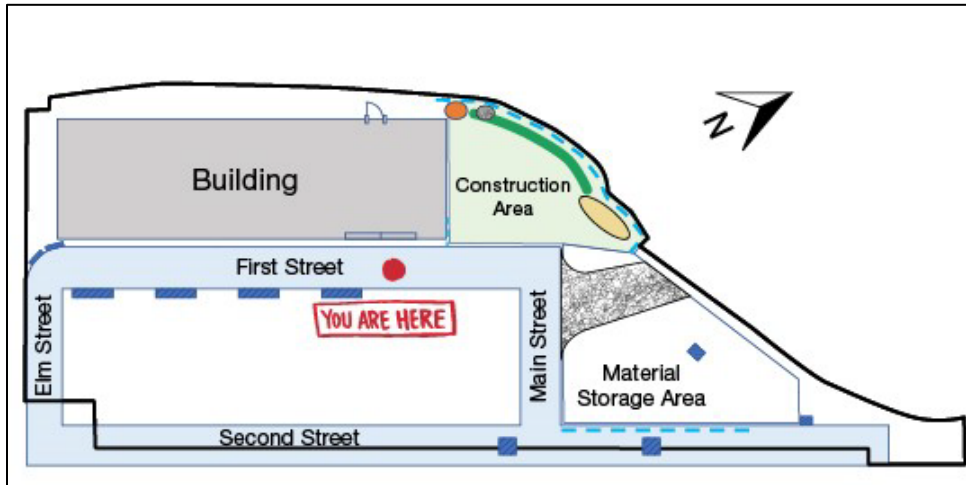 N
Building
Construction
Area
First Street
YOU ARE HERE
Elm Street
Main Street
Material
Storage Area
Second Street